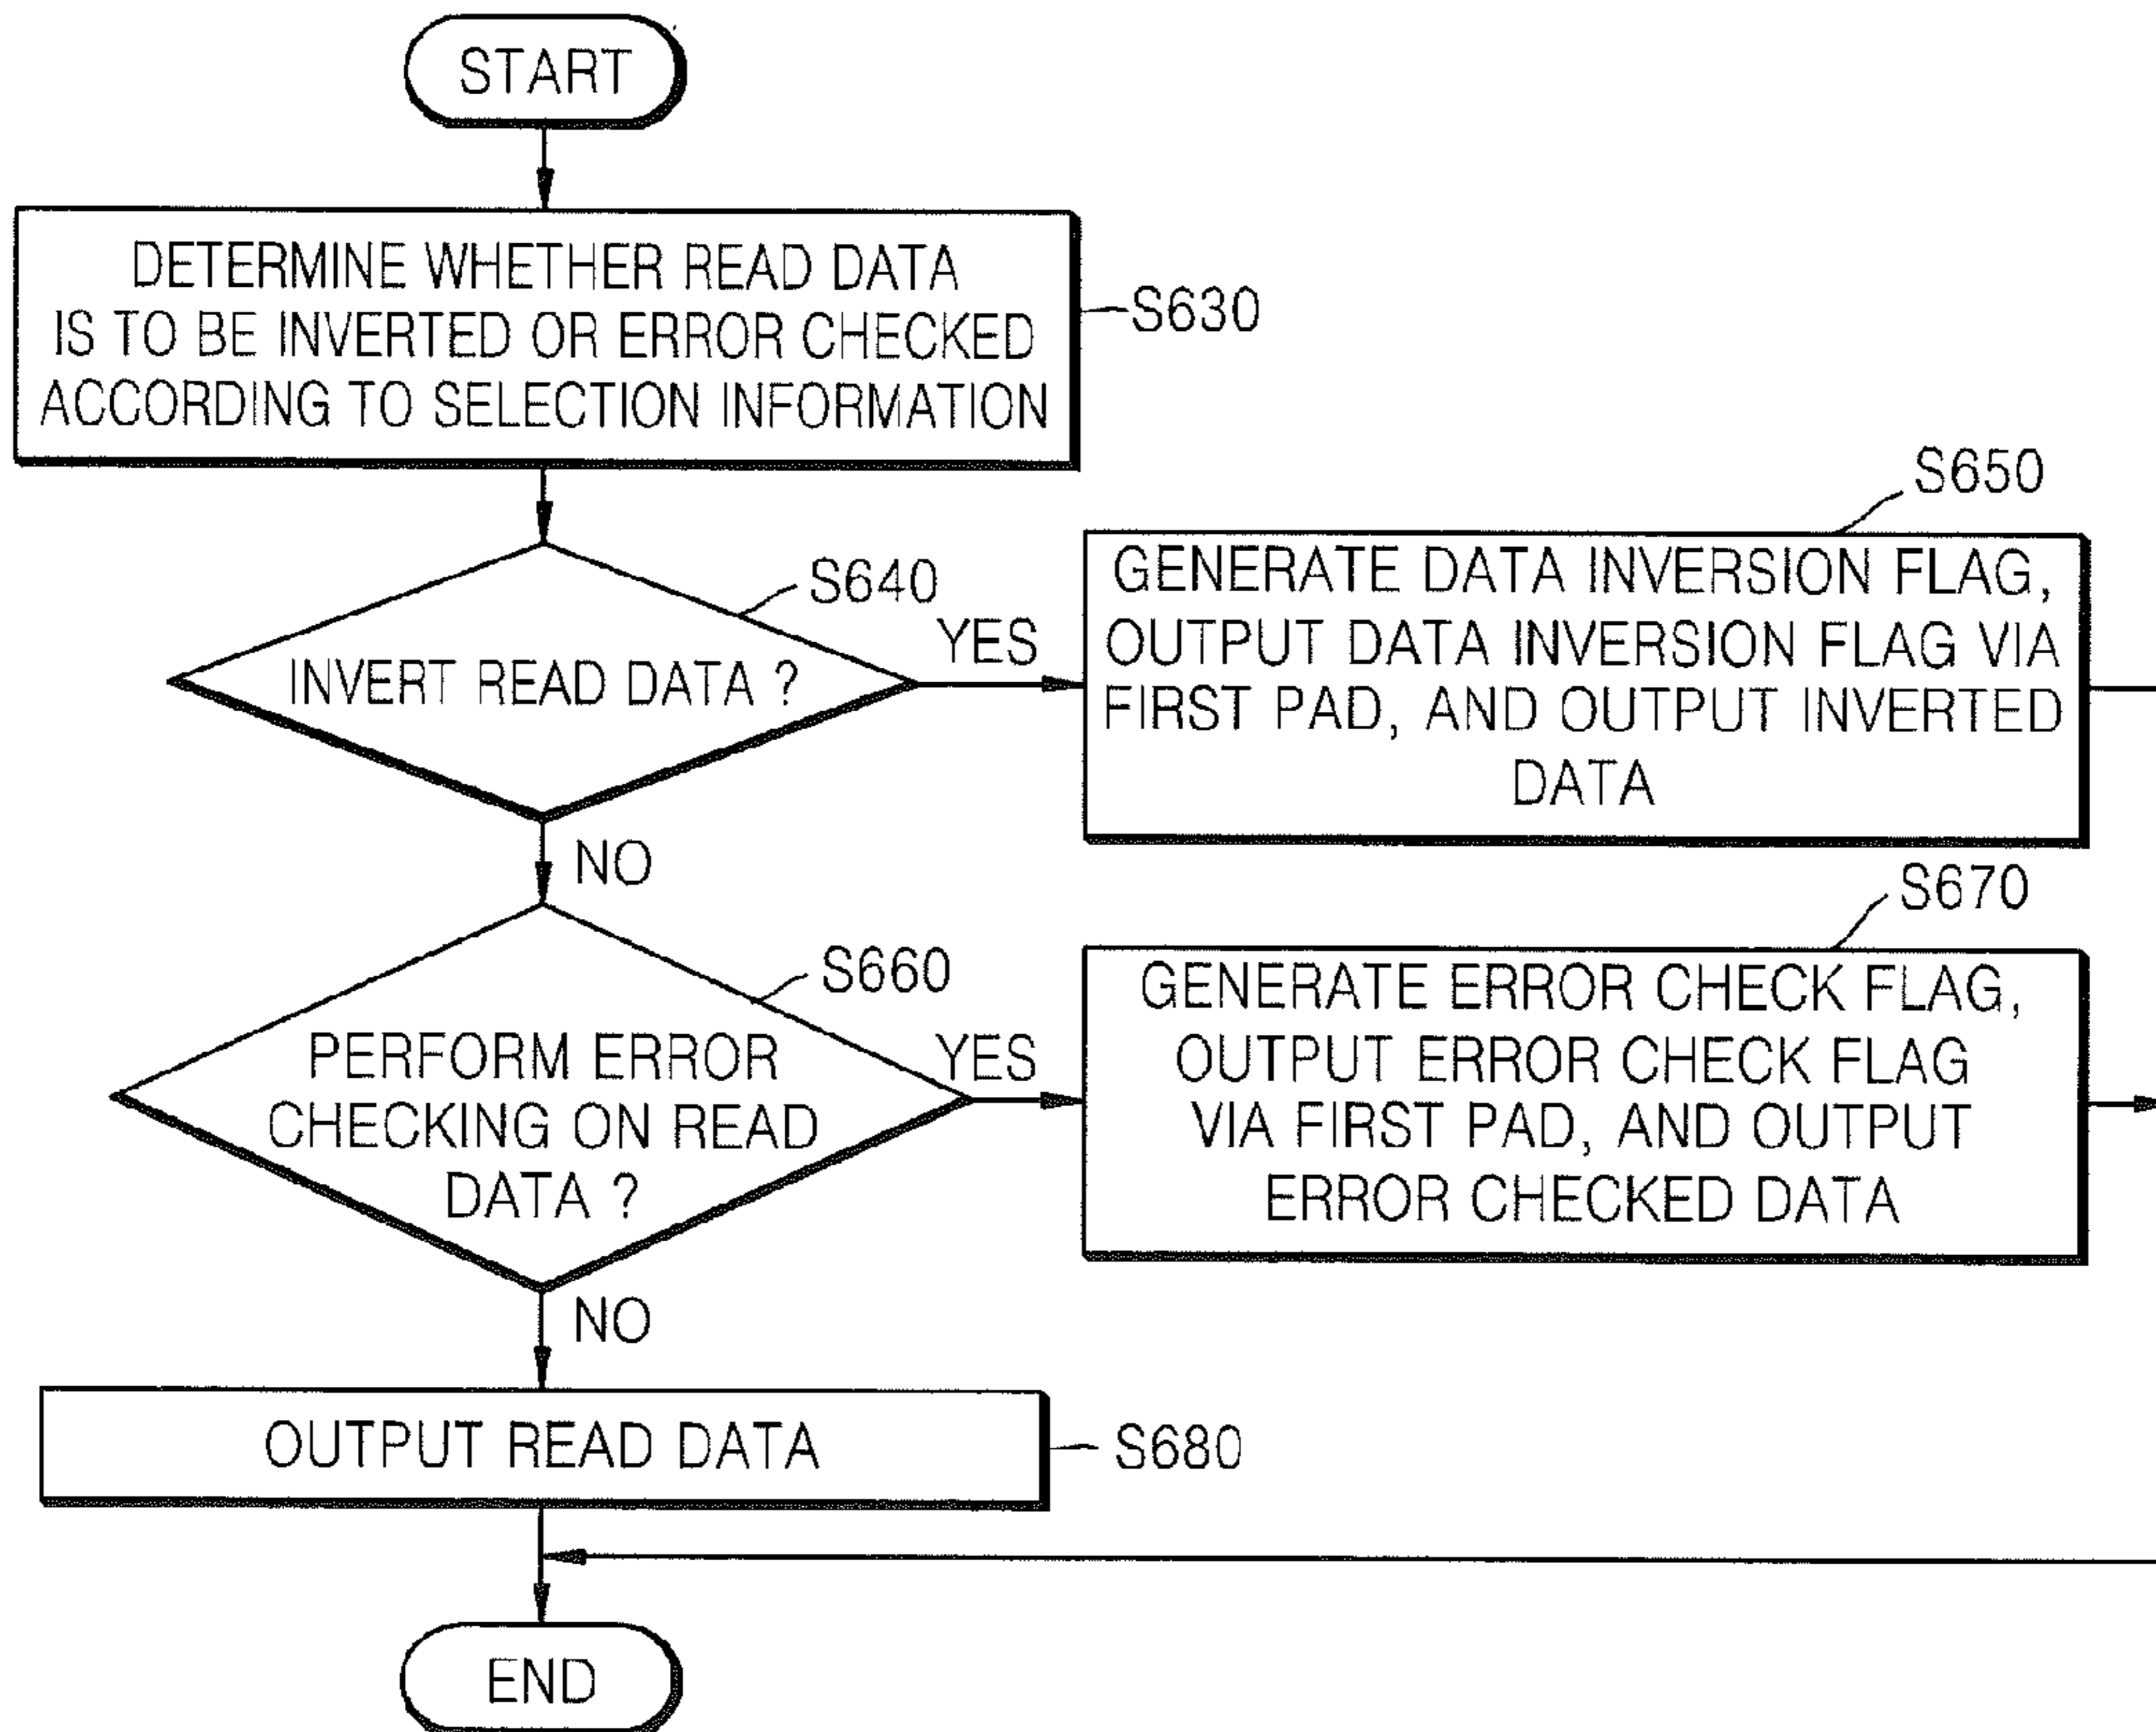 START
DETERMINE WHETHER READ DATA
IS TO BE INVERTED OR ERROR CHECKED
ACCORDING TO SELECTION INFORMATION
S630
S640
INVERT READ DATA ?
YES
S650
GENERATE DATA INVERSION FLAG,
OUTPUT DATA INVERSION FLAG VIA
FIRST PAD, AND OUTPUT INVERTED
DATA
NO
S660
PERFORM ERROR
CHECKING ON READ
DATA ?
YES
S670
GENERATE ERROR CHECK FLAG,
OUTPUT ERROR CHECK FLAG
VIA FIRST PAD, AND OUTPUT
ERROR CHECKED DATA
NO
OUTPUT READ DATA
S680
END